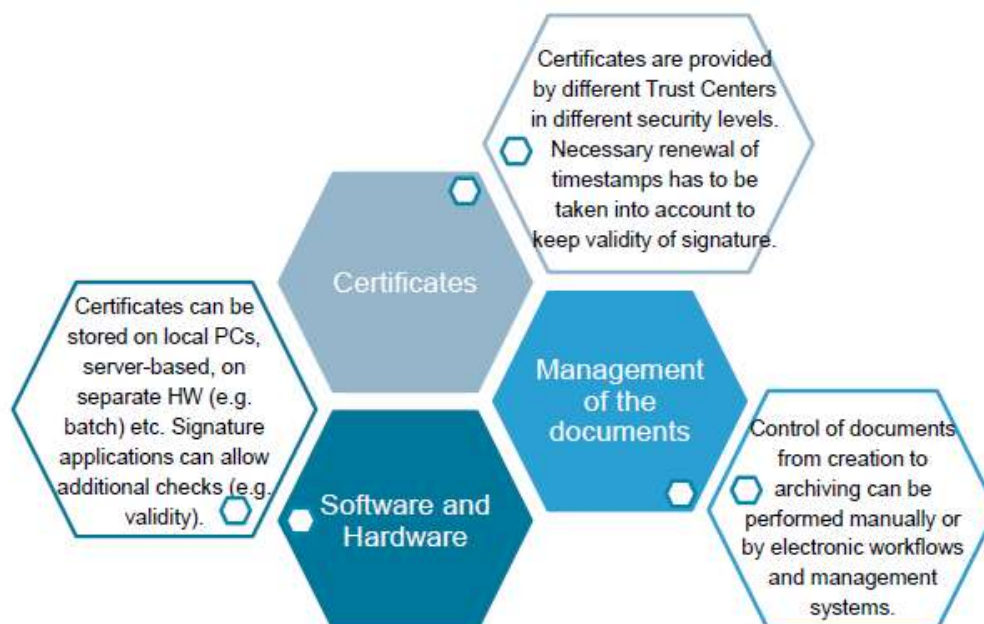 Certificates are provided
by different Trust Centers
in different security levels.
Necessary renewal of
timestamps has to be
taken into account to
keep validity of signature.
Certificates
Certificates can be
stored on local PCs,
server-based, on
separate HW (e.g.
batch) etc. Signature
applications can allow
additional checks (e.g.
validity).
Management
of the
documents
Software and
Hardware
Control of documents
from creation to
archiving can be
performed manually or
by electronic workflows
and management
systems.